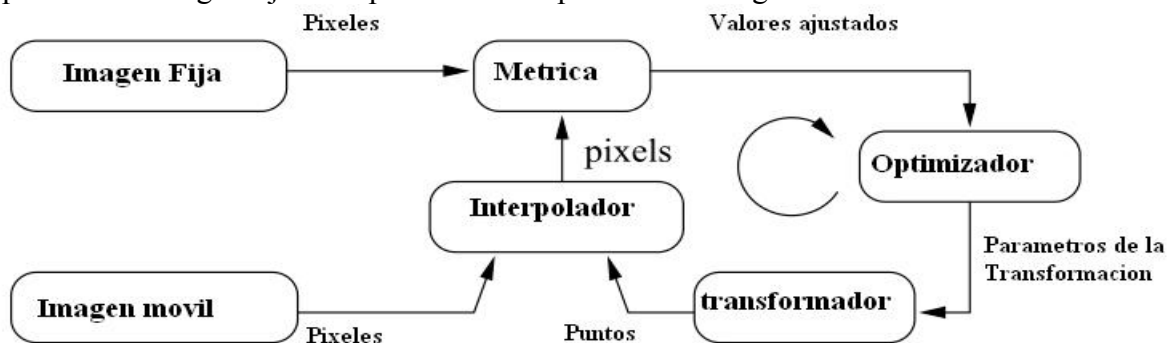 Pixeles
Valores ajustados
Imagen Fija
Metrica
pixels
Optimizador
Interpolador
Parametros de la
Transformacion
Imagen movil
transformador
Pixeles
Puntos